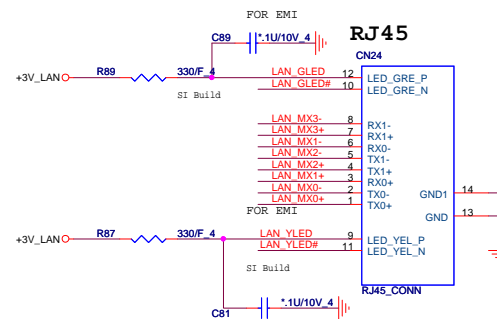 FOR EMI
RJ45
C89
*.1U/10V_4
CN24
+3V_LAN
R89
330/F_4
LAN_GLED
12
LED_GRE_P
SI Build
LAN_GLED#
10
LED_GRE_N
LAN_MX3-
8
RX1-
LAN_MX3+
7
RX1+
LAN_MX1-
6
RX0-
LAN_MX2-
5
TX1-
LAN_MX2+
4
TX1+
LAN_MX1+
3
RX0+
LAN_MX0-
2
TX0-
GND1
14
LAN_MX0+
1
TX0+
FOR EMI
GND
13
+3V_LAN
R87
330/F_4
LAN_YLED
9
LED_YEL_P
LAN_YLED#
11
LED_YEL_N
SI Build
RJ45_CONN
*.1U/10V_4
C81